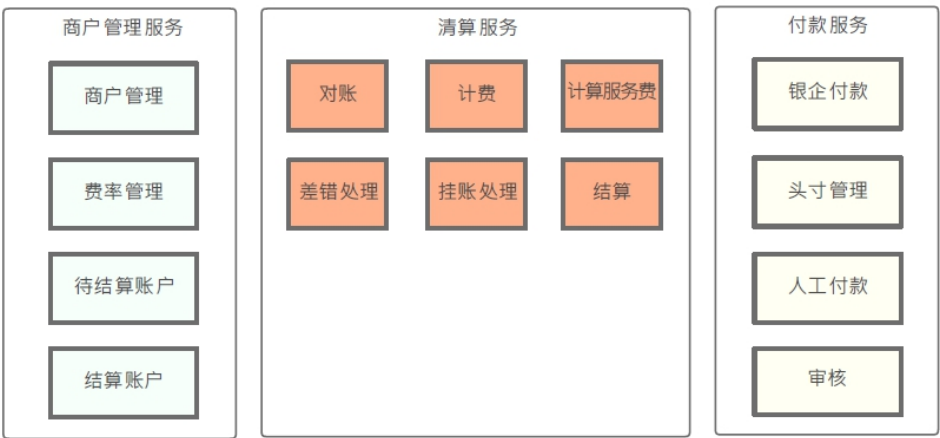 商户管理服务
商户管理
费率管理
待结算账户
结算账户
清算服务
对账
计费
计算服务费
差错处理
挂账处理
结算
付款服务
银企付款
头寸管理
人工付款
审核